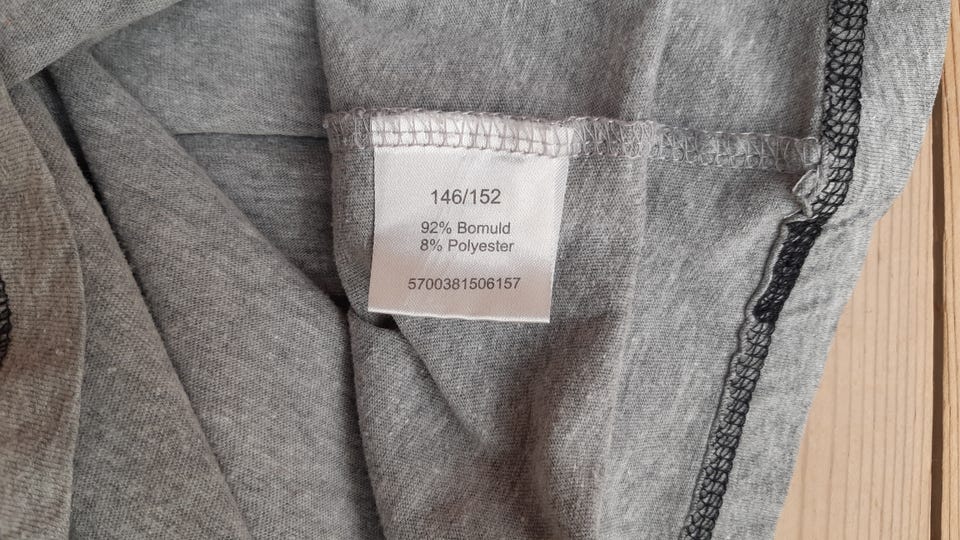 146/152
92% Bomuld
8% Polyester
5700381506157